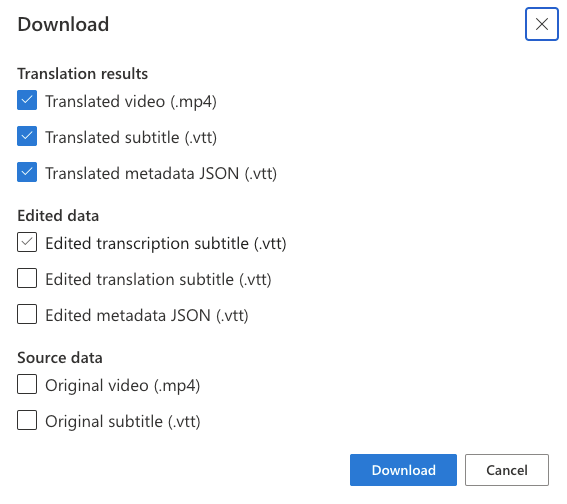 Download
Translation results
Translated video (.mp4)
Translated subtitle (.vtt)
Translated metadata JSON (.vtt)
Edited data
Edited transcription subtitle (.vtt)
Edited translation subtitle (.vtt)
Edited metadata JSON (.vtt)
Source data
Original video (.mp4)
Original subtitle (.vtt)
Download Cancel